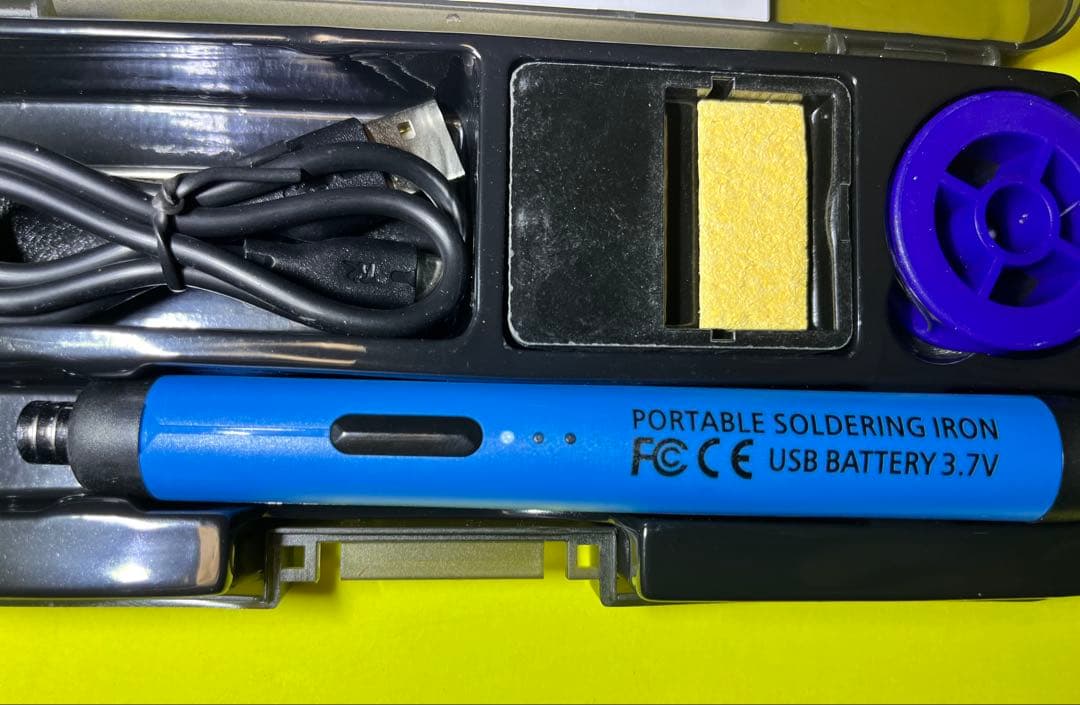 PORTABLE SOLDERING IRON
FC CE USB BATTERY 3.7V